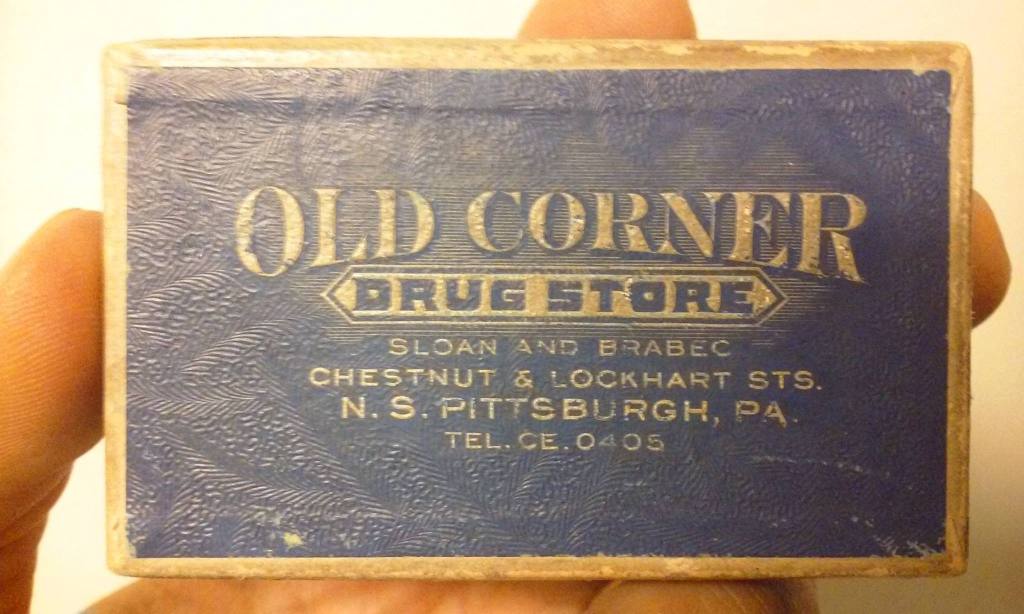 OLD CORNER
DRUG STORE
SLOAN AND BRABEC
CHESTNUT & LOCKHART STS.
N. S. PITTSBURGH, PA.
TEL. CE. 0405